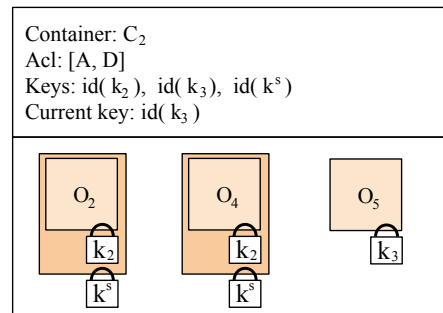 Container: C₂
Acl: [A, D]
Keys: id( k₂), id( k₃), id( kˢ)
Current key: id( k₃ )
O₂ O₄ O₅
k₂ k₂ k₃
kˢ kˢ